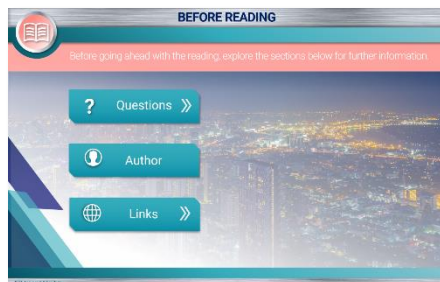 BEFORE READING
Before going ahead with the reading, explore the sections below for further information
? Questions
Author
Links